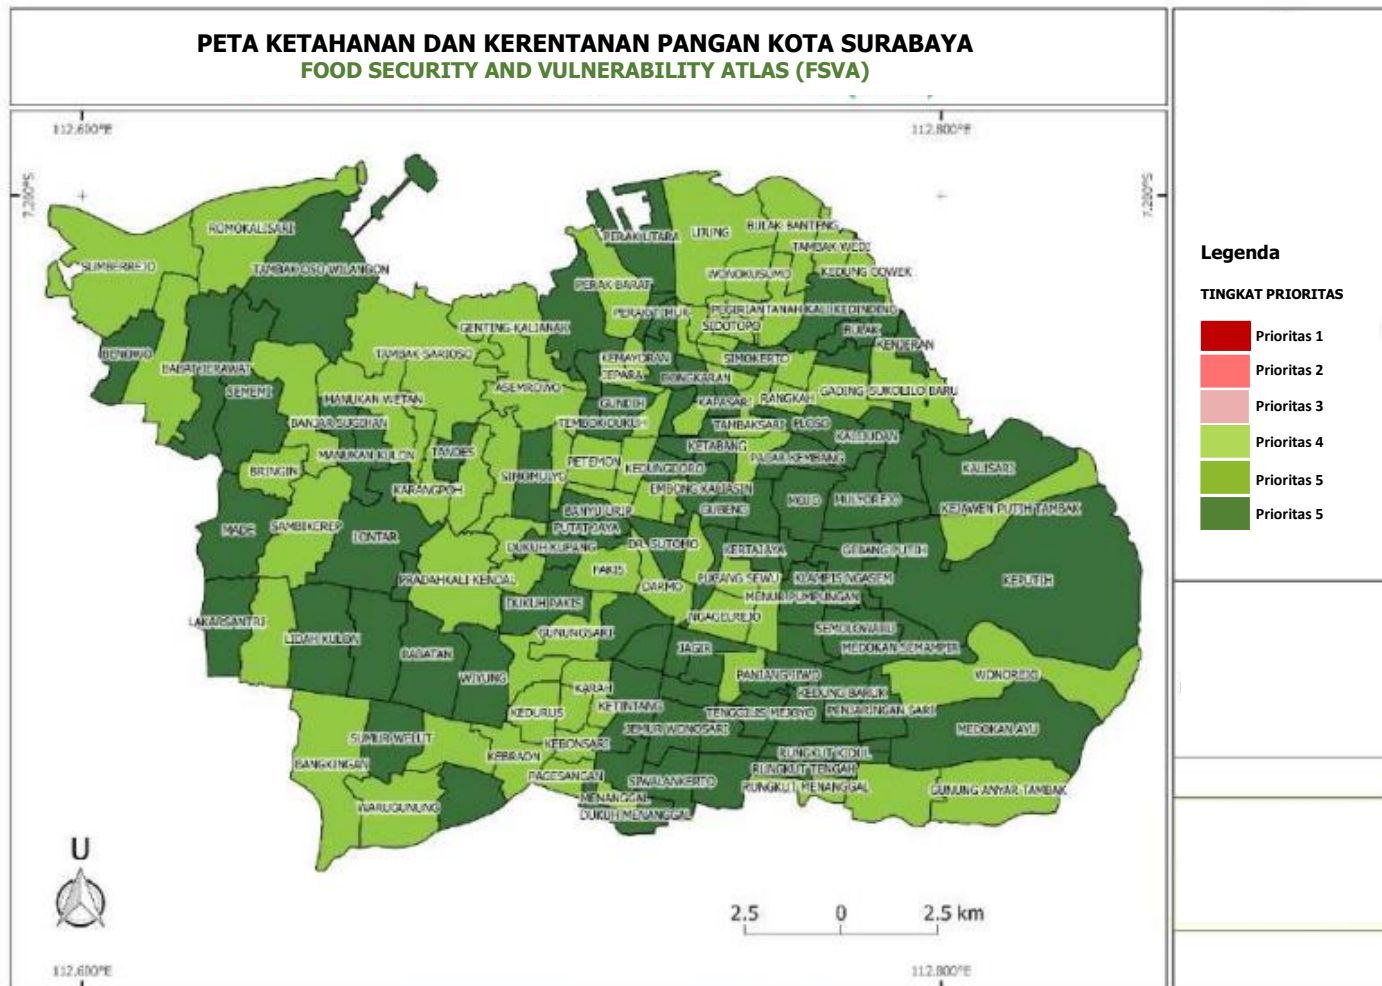 PETA KETAHANAN DAN KERENTANAN PANGAN KOTA SURABAYA
FOOD SECURITY AND VULNERABILITY ATLAS (FSVA)
112.600°E
112.800°E
7.200°S
7.200°S
ROMOKALISARI
SUMBERREJO
TAMBAK OSO WILANGON
PERAK UTARA
UJUNG
BULAK BANTENG
TAMBAK WEDI
WONOKUSUMO
KEDUNG COWEK
PERAK BARAT
PERAK TIMUR
PEGIRIAN
TANAH KALI KEDINDING
SIDOTOPO
BULAK
KENJERAN
GENTING KALIANAK
TAMBAK SARIOSO
BENOWO
BABAT JERAWAT
KEMAYORAN
JEPARA
SIMOKERTO
BONGKARAN
SEMEMI
MANUKAN WETAN
ASEMROWO
GUNDIH
KAPASARI
RANGKAH
GADING
SUKOLILO BARU
BANJAR SUGIHAN
TEMBOK DUKUH
TAMBAKSARI
PLOSO
KALIJUDAN
KETABANG
MANUKAN KULON
TANDES
BRINGIN
SIMOMULYO
PETEMON
KEDUNGDORO
PACAR KEMBANG
KALISARI
KARANGPOH
EMBONG KALIASIN
MOJO
MULYOREJO
KEJAWEN PUTIH TAMBAK
BANYU URIP
GUBENG
MADE
SAMBIKEREP
LONTAR
PUTAT JAYA
DUKUH KUPANG
DR. SUTOMO
KERTAJAYA
GEBANG PUTIH
PRADAHKALI KENDAL
PAKIS
DARMO
PUCANG SEWU
KLAMPIS NGASEM
KEPUTIH
MENUR PUMPUNGAN
DUKUH PAKIS
NGAGELREJO
LAKARSANTRI
LIDAH KULON
GUNUNGSARI
SEMOLOWARU
JAGIR
MEDOKAN SEMAMPIR
BABATAN
WIYUNG
PANJANG JIWO
WONOREJO
KARAH
KEDUNG BARUK
KEDURUS
KETINTANG
TENGGILIS MEJOYO
PENJARINGAN SARI
JEMUR WONOSARI
MEDOKAN AYU
SUMUR WELUT
KEBONSARI
KEBRAON
BANGKINGAN
RUNGKUT KIDUL
RUNGKUT TENGAH
PAGESANGAN
SIWALANKERTO
RUNGKUT MENANGGAL
GUNUNG ANYAR TAMBAK
WARUGUNUNG
MENANGGAL
DUKUH MENANGGAL
U
2.5 0 2.5 km
112.600°E
112.800°E
Legenda
TINGKAT PRIORITAS
Prioritas 1
Prioritas 2
Prioritas 3
Prioritas 4
Prioritas 5
Prioritas 5